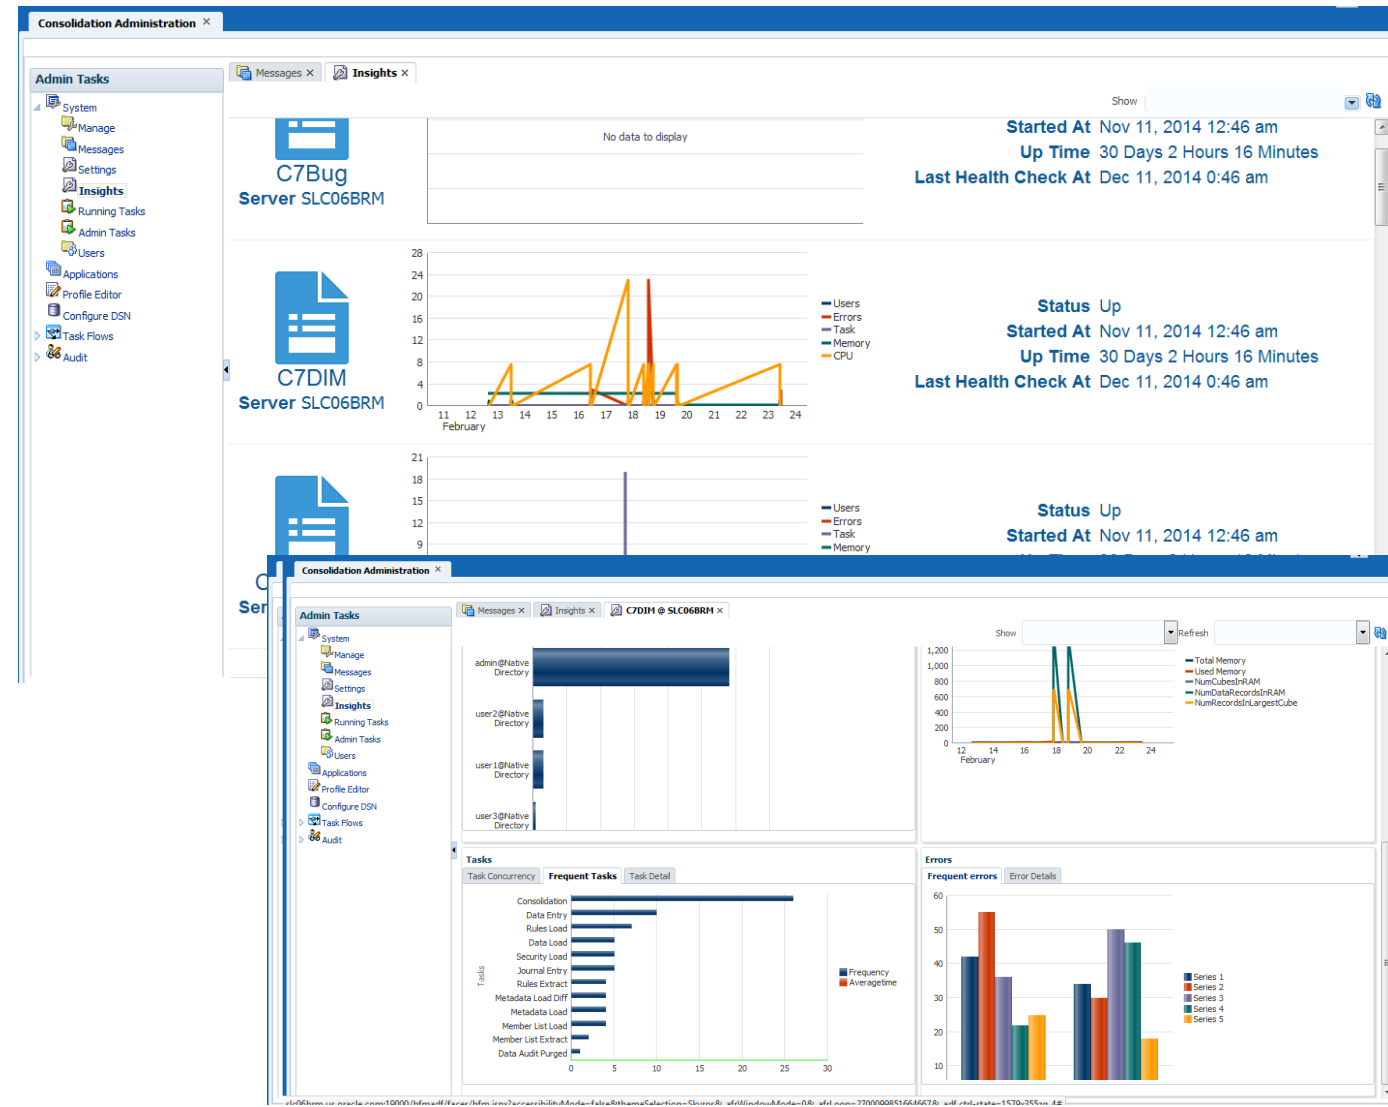 Consolidation Administration ×
Admin Tasks
System
Manage
Messages
Settings
Insights
Running Tasks
Admin Tasks
Users
Applications
Profile Editor
Configure DSN
Task Flows
Audit
Messages × Insights ×
Show
C7Bug
Server SLC06BRM
No data to display
Started At Nov 11, 2014 12:46 am
Up Time 30 Days 2 Hours 16 Minutes
Last Health Check At Dec 11, 2014 0:46 am
C7DIM
Server SLC06BRM
28
24
20
16
12
8
4
0
11 12 13 14 15 16 17 18 19 20 21 22 23 24
February
Users
Errors
Task
Memory
CPU
Status Up
Started At Nov 11, 2014 12:46 am
Up Time 30 Days 2 Hours 16 Minutes
Last Health Check At Dec 11, 2014 0:46 am
21
18
15
12
9
Users
Errors
Task
Memory
Status Up
Started At Nov 11, 2014 12:46 am
C
Ser
Consolidation Administration ×
Admin Tasks
System
Manage
Messages
Settings
Insights
Running Tasks
Admin Tasks
Users
Applications
Profile Editor
Configure DSN
Task Flows
Audit
Messages × Insights × C7DIM @ SLC06BRM ×
Show Refresh
admin@Native
Directory
user2@Native
Directory
user1@Native
Directory
user3@Native
Directory
1,200
1,000
800
600
400
200
0
12 14 16 18 20 22 24
February
Total Memory
Used Memory
NumCubesInRAM
NumDataRecordsInRAM
NumRecordsInLargestCube
Tasks
Task Concurrency Frequent Tasks Task Detail
Tasks
Consolidation
Data Entry
Rules Load
Data Load
Security Load
Journal Entry
Rules Extract
Metadata Load Diff
Metadata Load
Member List Load
Member List Extract
Data Audit Purged
0 5 10 15 20 25 30
Frequency
Averagetime
Errors
Frequent errors Error Details
60
50
40
30
20
10
Series 1
Series 2
Series 3
Series 4
Series 5